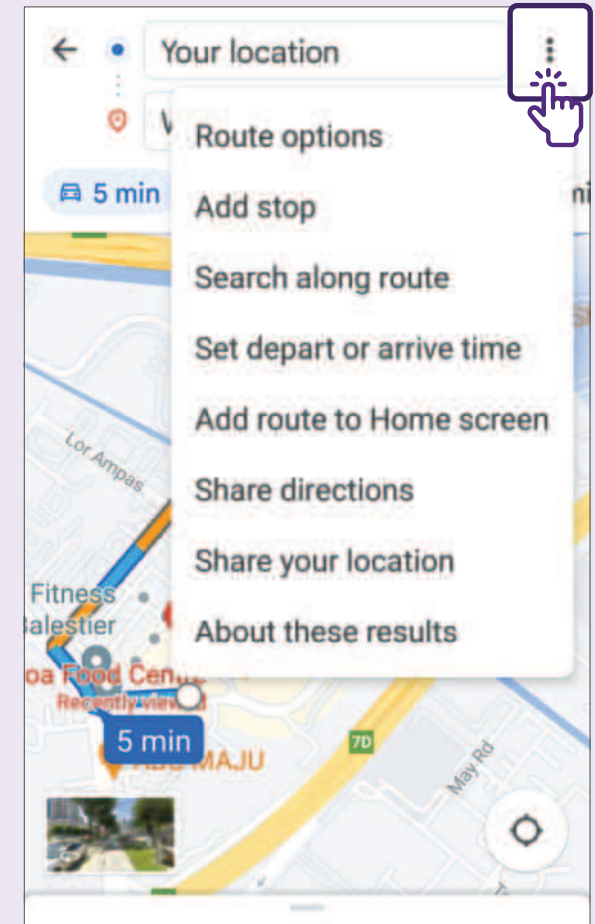 Your location
Route options
5 min
Add stop
Search along route
Set depart or arrive time
Add route to Home screen
Share directions
Share your location
About these results
Lor Ampas
Fitness
Recently
5 min
MAJU
7D
May Rd